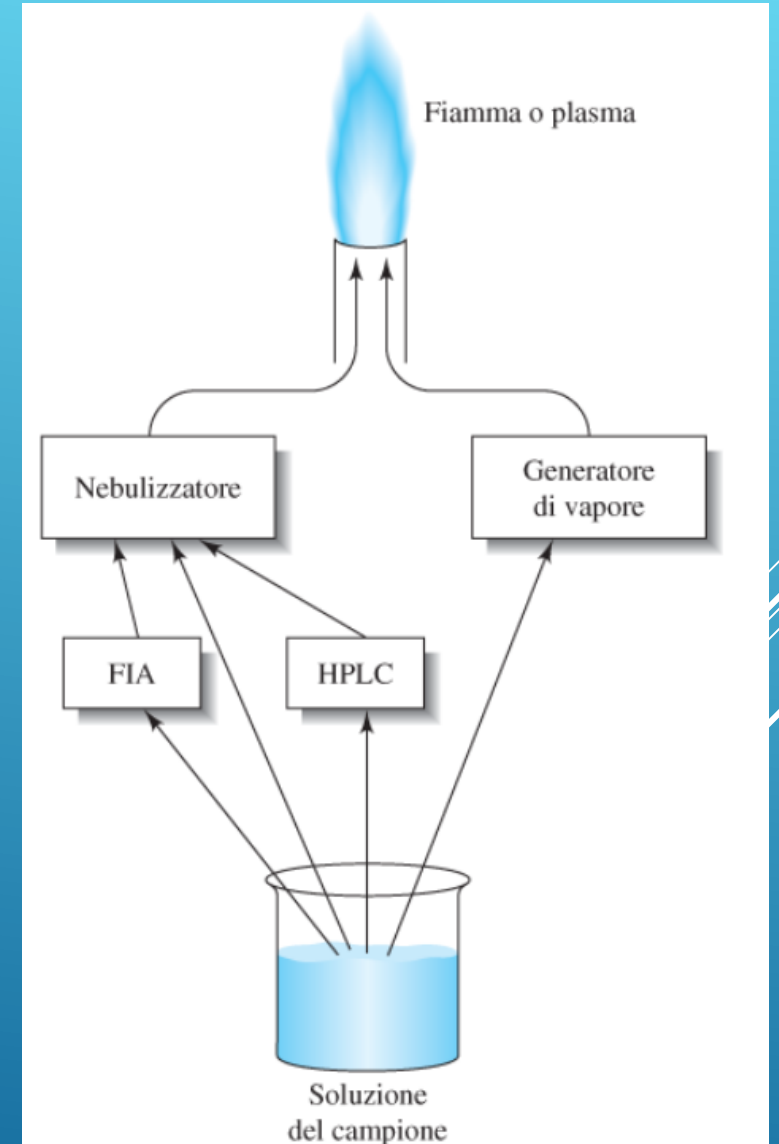 Fiamma o plasma
Nebulizzatore
Generatore
di vapore
FIA
HPLC
Soluzione
del campione